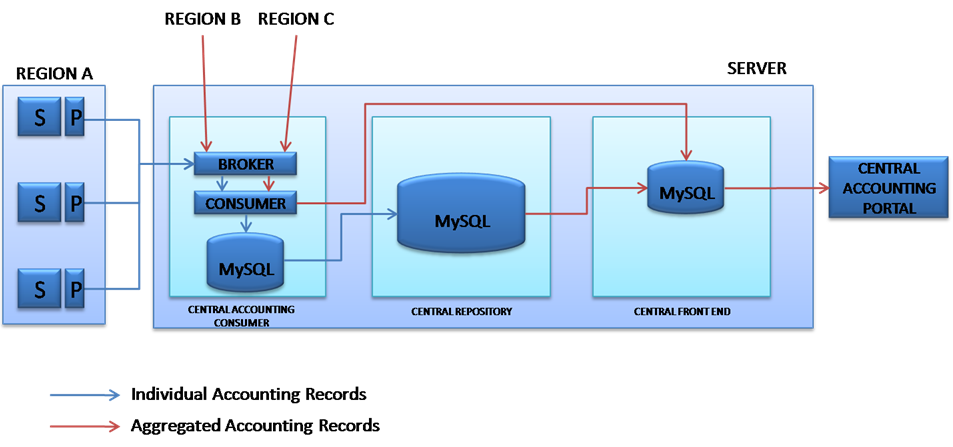 REGION B
REGION C
REGION A
SERVER
S P
S P
S P
BROKER
CONSUMER
MySQL
CENTRAL ACCOUNTING
CONSUMER
MySQL
CENTRAL REPOSITORY
MySQL
CENTRAL FRONT END
CENTRAL
ACCOUNTING
PORTAL
Individual Accounting Records
Aggregated Accounting Records